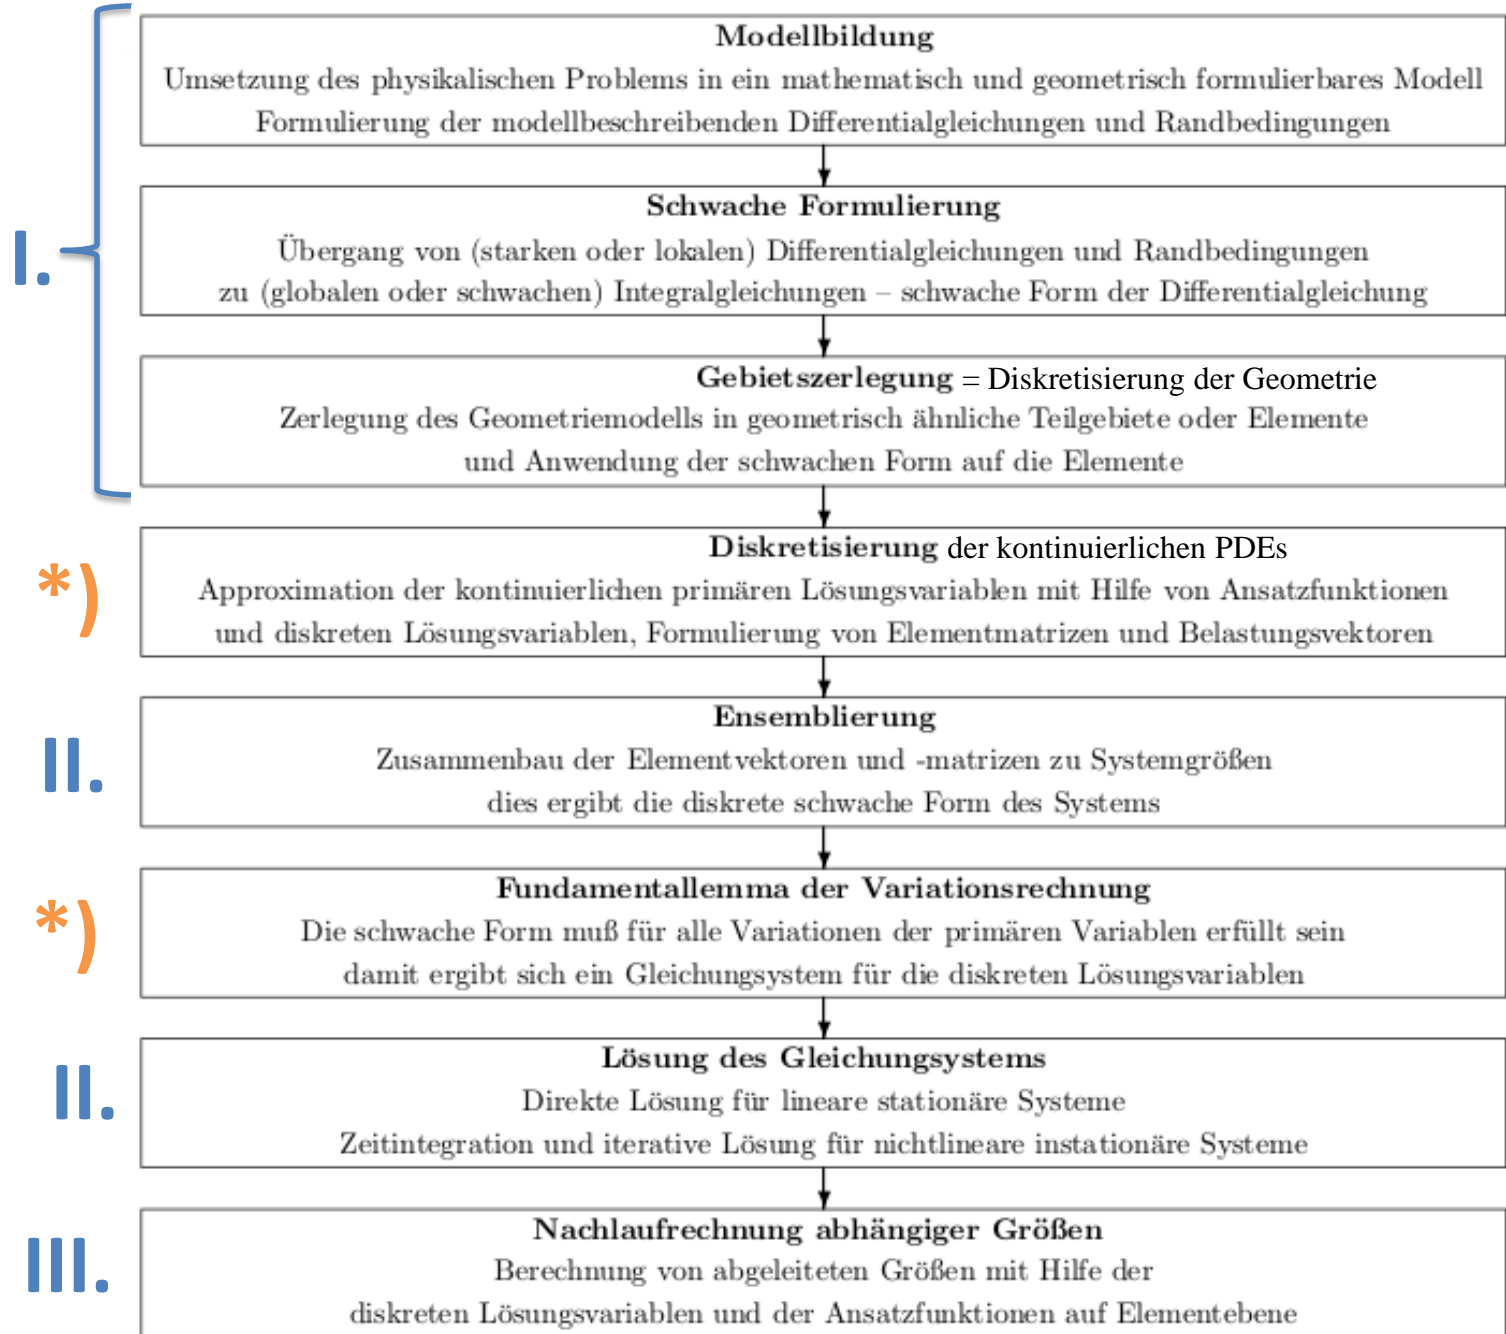 Modellbildung
Umsetzung des physikalischen Problems in ein mathematisch und geometrisch formulierbares Modell
Formulierung der modellbeschreibenden Differentialgleichungen und Randbedingungen
I.
Schwache Formulierung
Übergang von (starken oder lokalen) Differentialgleichungen und Randbedingungen
zu (globalen oder schwachen) Integralgleichungen – schwache Form der Differentialgleichung
Gebietszerlegung = Diskretisierung der Geometrie
Zerlegung des Geometriemodells in geometrisch ähnliche Teilgebiete oder Elemente
und Anwendung der schwachen Form auf die Elemente
*)
Diskretisierung der kontinuierlichen PDEs
Approximation der kontinuierlichen primären Lösungsvariablen mit Hilfe von Ansatzfunktionen
und diskreten Lösungsvariablen, Formulierung von Elementmatrizen und Belastungsvektoren
II.
Ensemblierung
Zusammenbau der Elementvektoren und -matrizen zu Systemgrößen
dies ergibt die diskrete schwache Form des Systems
*)
Fundamentallemma der Variationsrechnung
Die schwache Form muß für alle Variationen der primären Variablen erfüllt sein
damit ergibt sich ein Gleichungsystem für die diskreten Lösungsvariablen
II.
Lösung des Gleichungsystems
Direkte Lösung für lineare stationäre Systeme
Zeitintegration und iterative Lösung für nichtlineare instationäre Systeme
III.
Nachlaufrechnung abhängiger Größen
Berechnung von abgeleiteten Größen mit Hilfe der
diskreten Lösungsvariablen und der Ansatzfunktionen auf Elementebene